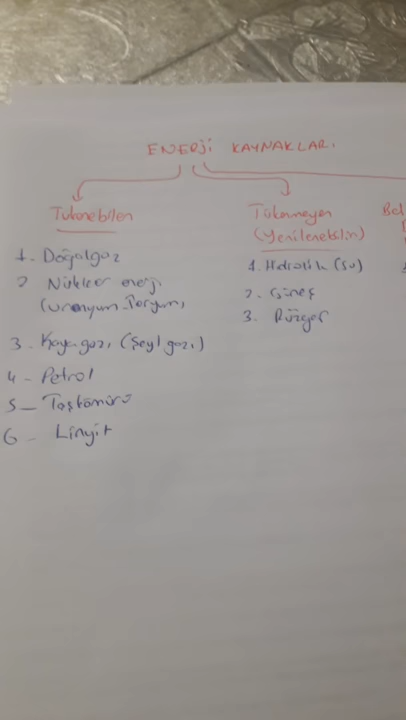 ENERJİ KAYNAKLARI
Tükenebilen
1- Doğalgaz
2 Nükleer enerji
(uranyum-Toryum)
3- Kaya gazı (Şeyl gazı)
4- Petrol
5- Taşkömürü
6- Linyit
Tükenmeyen
(Yenilenebilir)
1. Hidrolik (su)
2. Güneş
3. Rüzgar